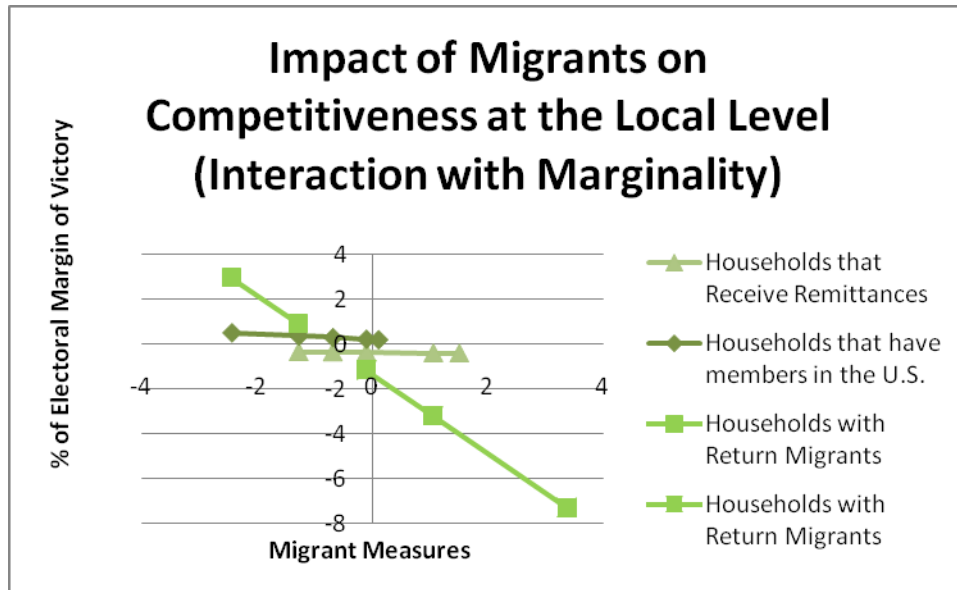 Impact of Migrants on
Competitiveness at the Local Level
(Interaction with Marginality)
% of Electoral Margin of Victory
4
2
0
-2
-4
-6
-8
-4
-2
0
2
4
Migrant Measures
Households that
Receive Remittances
Households that have
members in the U.S.
Households with
Return Migrants
Households with
Return Migrants